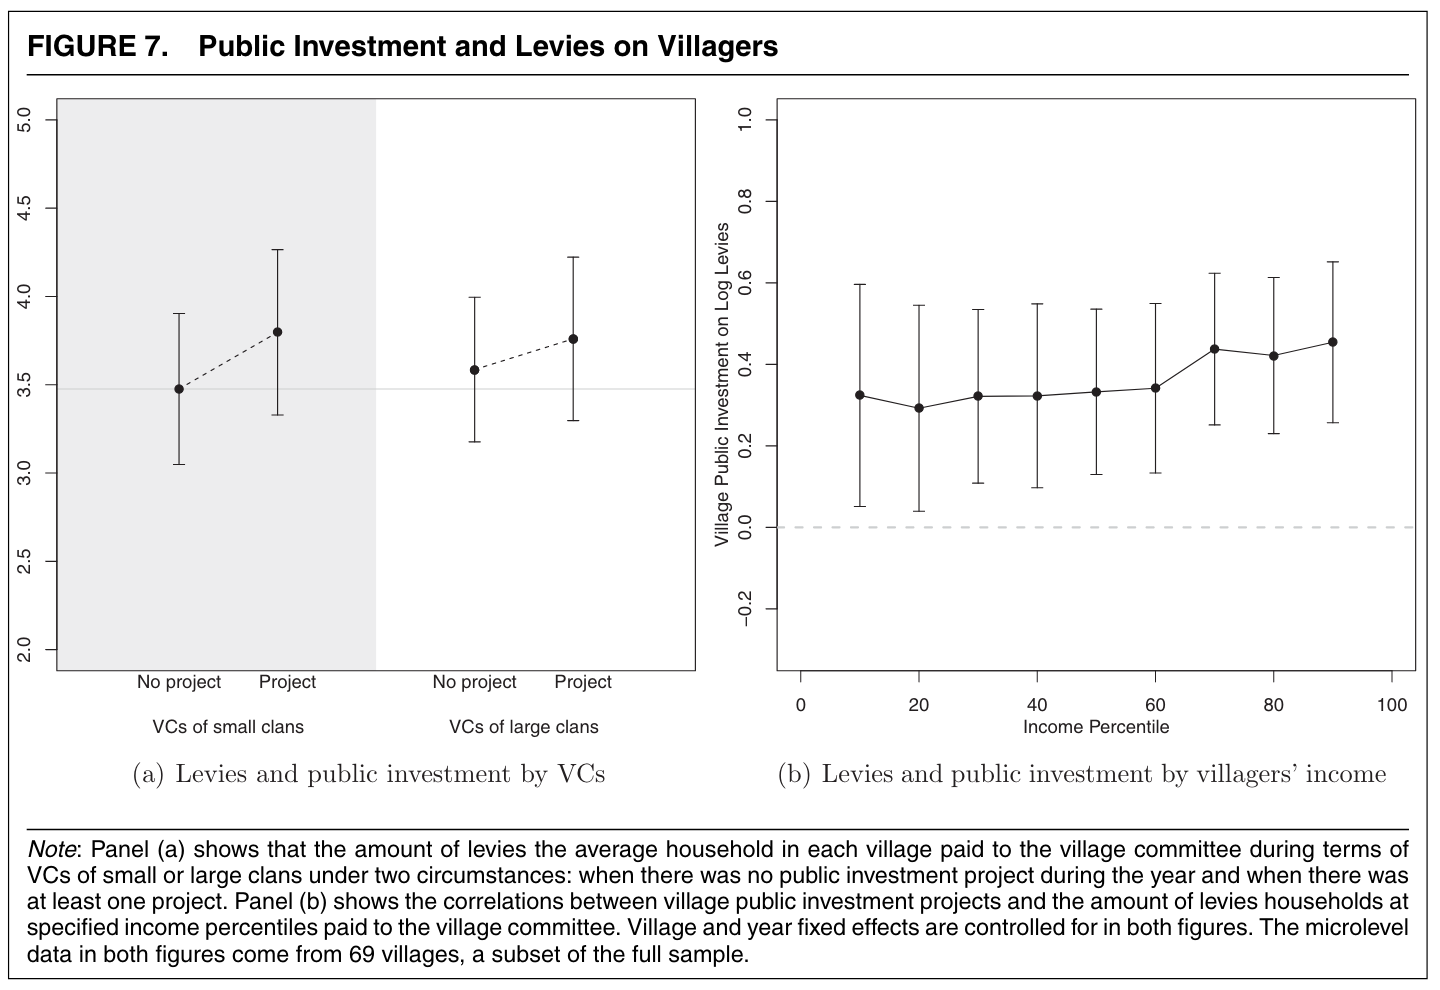 FIGURE 7. Public Investment and Levies on Villagers
5.0
4.5
4.0
3.5
3.0
2.5
2.0
No project Project No project Project
VCs of small clans VCs of large clans
(a) Levies and public investment by VCs
Village Public Investment on Log Levies
1.0
0.8
0.6
0.4
0.2
0.0
−0.2
0 20 40 60 80 100
Income Percentile
(b) Levies and public investment by villagers’ income
Note: Panel (a) shows that the amount of levies the average household in each village paid to the village committee during terms of
VCs of small or large clans under two circumstances: when there was no public investment project during the year and when there was
at least one project. Panel (b) shows the correlations between village public investment projects and the amount of levies households at
specified income percentiles paid to the village committee. Village and year fixed effects are controlled for in both figures. The microlevel
data in both figures come from 69 villages, a subset of the full sample.